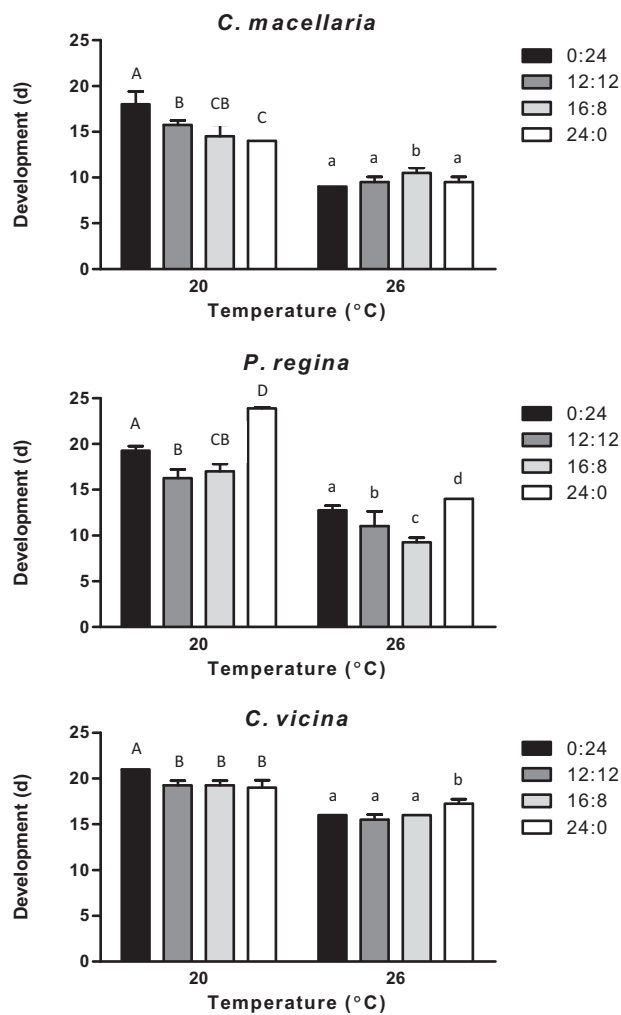 C. macellaria
Development (d)
25
20
15
10
5
0
A
B
CB
C
a
a
b
a
20
26
Temperature (°C)
0:24
12:12
16:8
24:0
P. regina
Development (d)
25
20
15
10
5
0
A
B
CB
D
a
b
c
d
20
26
Temperature (°C)
0:24
12:12
16:8
24:0
C. vicina
Development (d)
25
20
15
10
5
0
A
B
B
B
a
a
a
b
20
26
Temperature (°C)
0:24
12:12
16:8
24:0